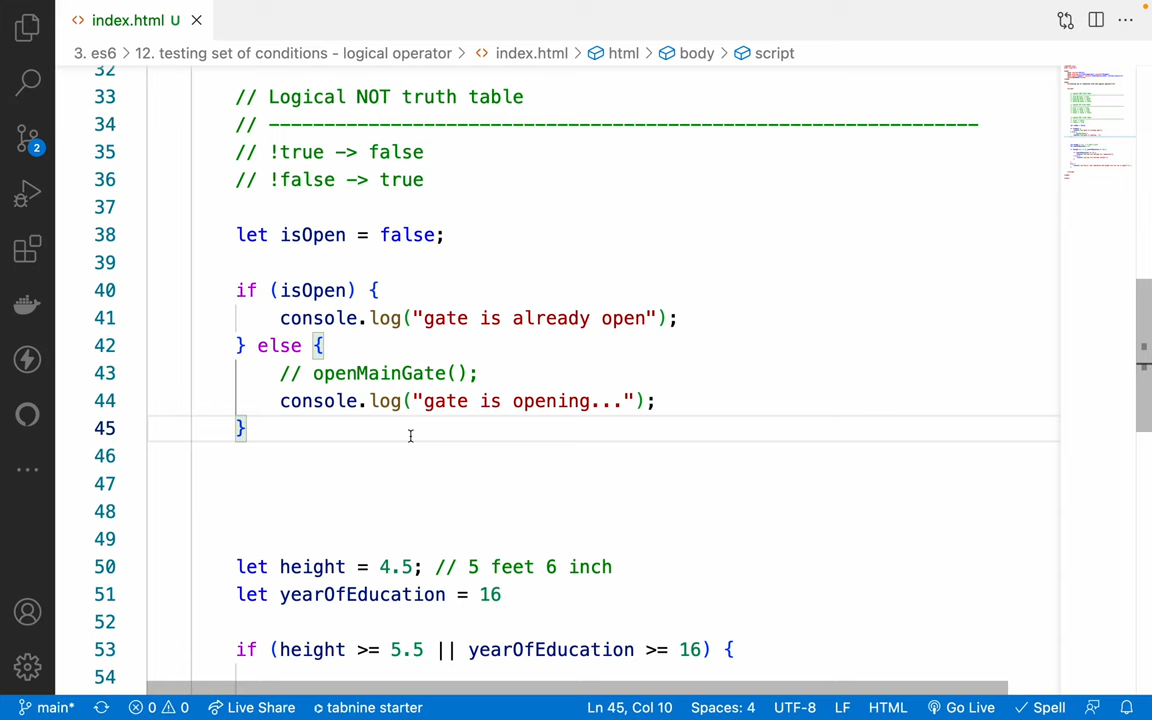 index.html U
3. es6 > 12. testing set of conditions - logical operator > index.html > html > body > script
32
33 // Logical NOT truth table
34 // ----------------------------------------------------------------
35 // !true -> false
36 // !false -> true
37
38 let isOpen = false;
39
40 if (isOpen) {
41 console.log("gate is already open");
42 } else {
43 // openMainGate();
44 console.log("gate is opening...");
45 }
46
47
48
49
50 let height = 4.5; // 5 feet 6 inch
51 let yearOfEducation = 16
52
53 if (height >= 5.5 || yearOfEducation >= 16) {
54
2
main* 0 0 Live Share tabnine starter Ln 45, Col 10 Spaces: 4 UTF-8 LF HTML Go Live Spell